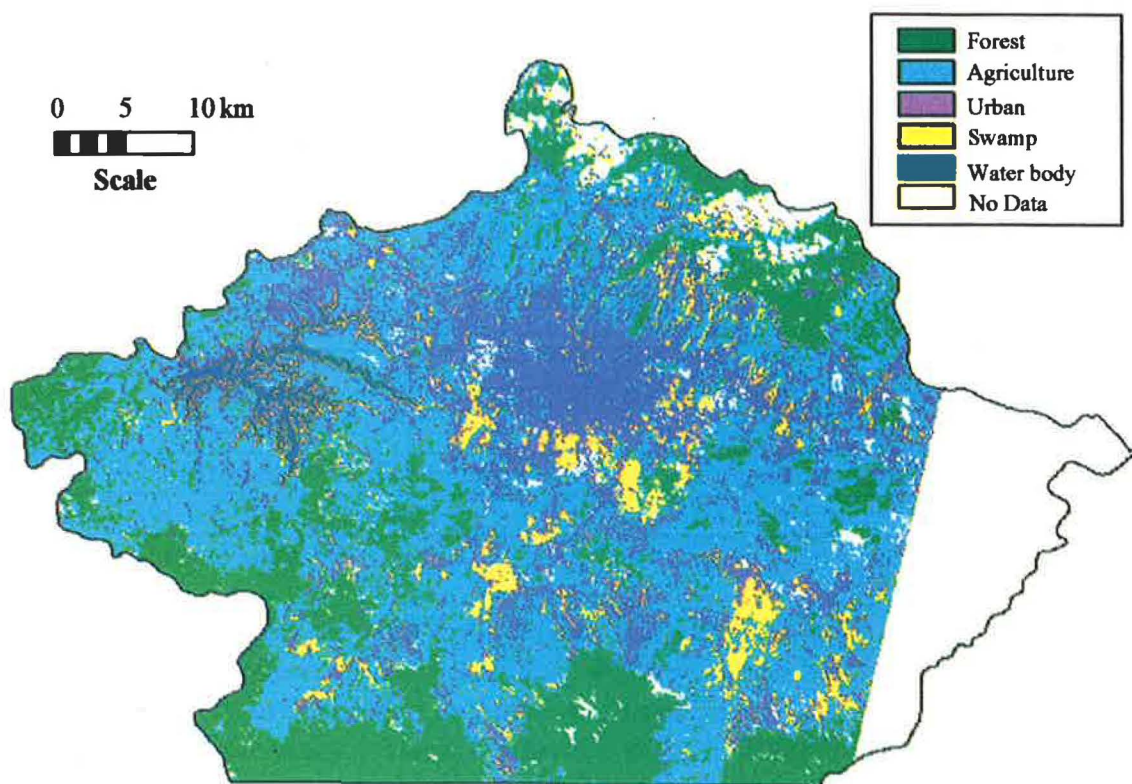 0 5 10 km
Scale
Forest
Agriculture
Urban
Swamp
Water body
No Data